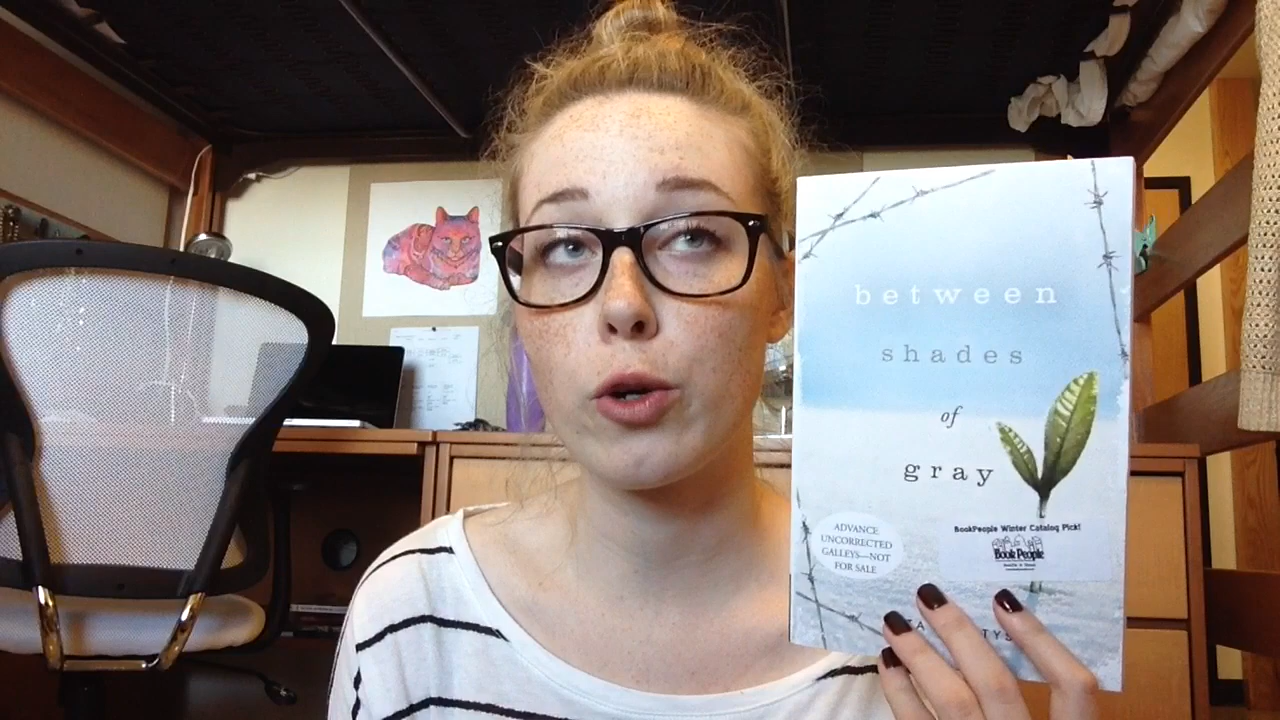 between
shades
of
gray
ADVANCE
UNCORRECTED
GALLEYS—NOT
FOR SALE
BookPeople Winter Catalog Pick!
BookPeople